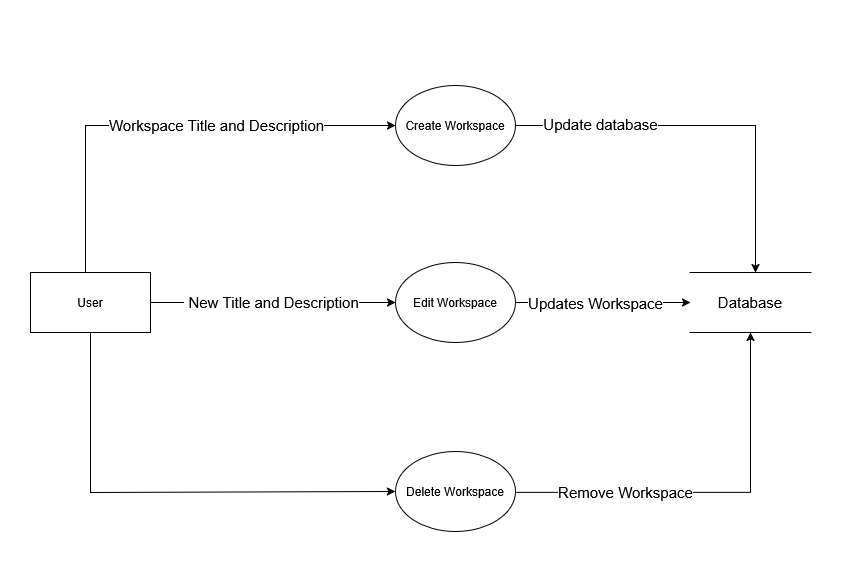 Workspace Title and Description
Create Workspace
Update database
User
New Title and Description
Edit Workspace
Updates Workspace
Database
Delete Workspace
Remove Workspace